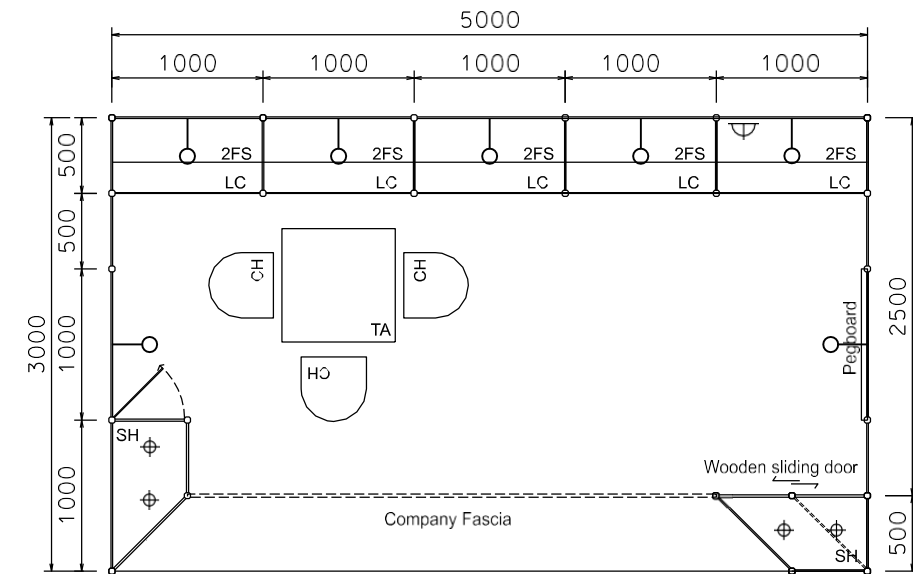 5000
1000 1000 1000 1000 1000
500
2FS 2FS 2FS 2FS 2FS
LC LC LC LC LC
500
CH
CH
2500
3000
1000
TA
Pegboard
CH
SH
1000
Wooden sliding door
Company Fascia
500
SH